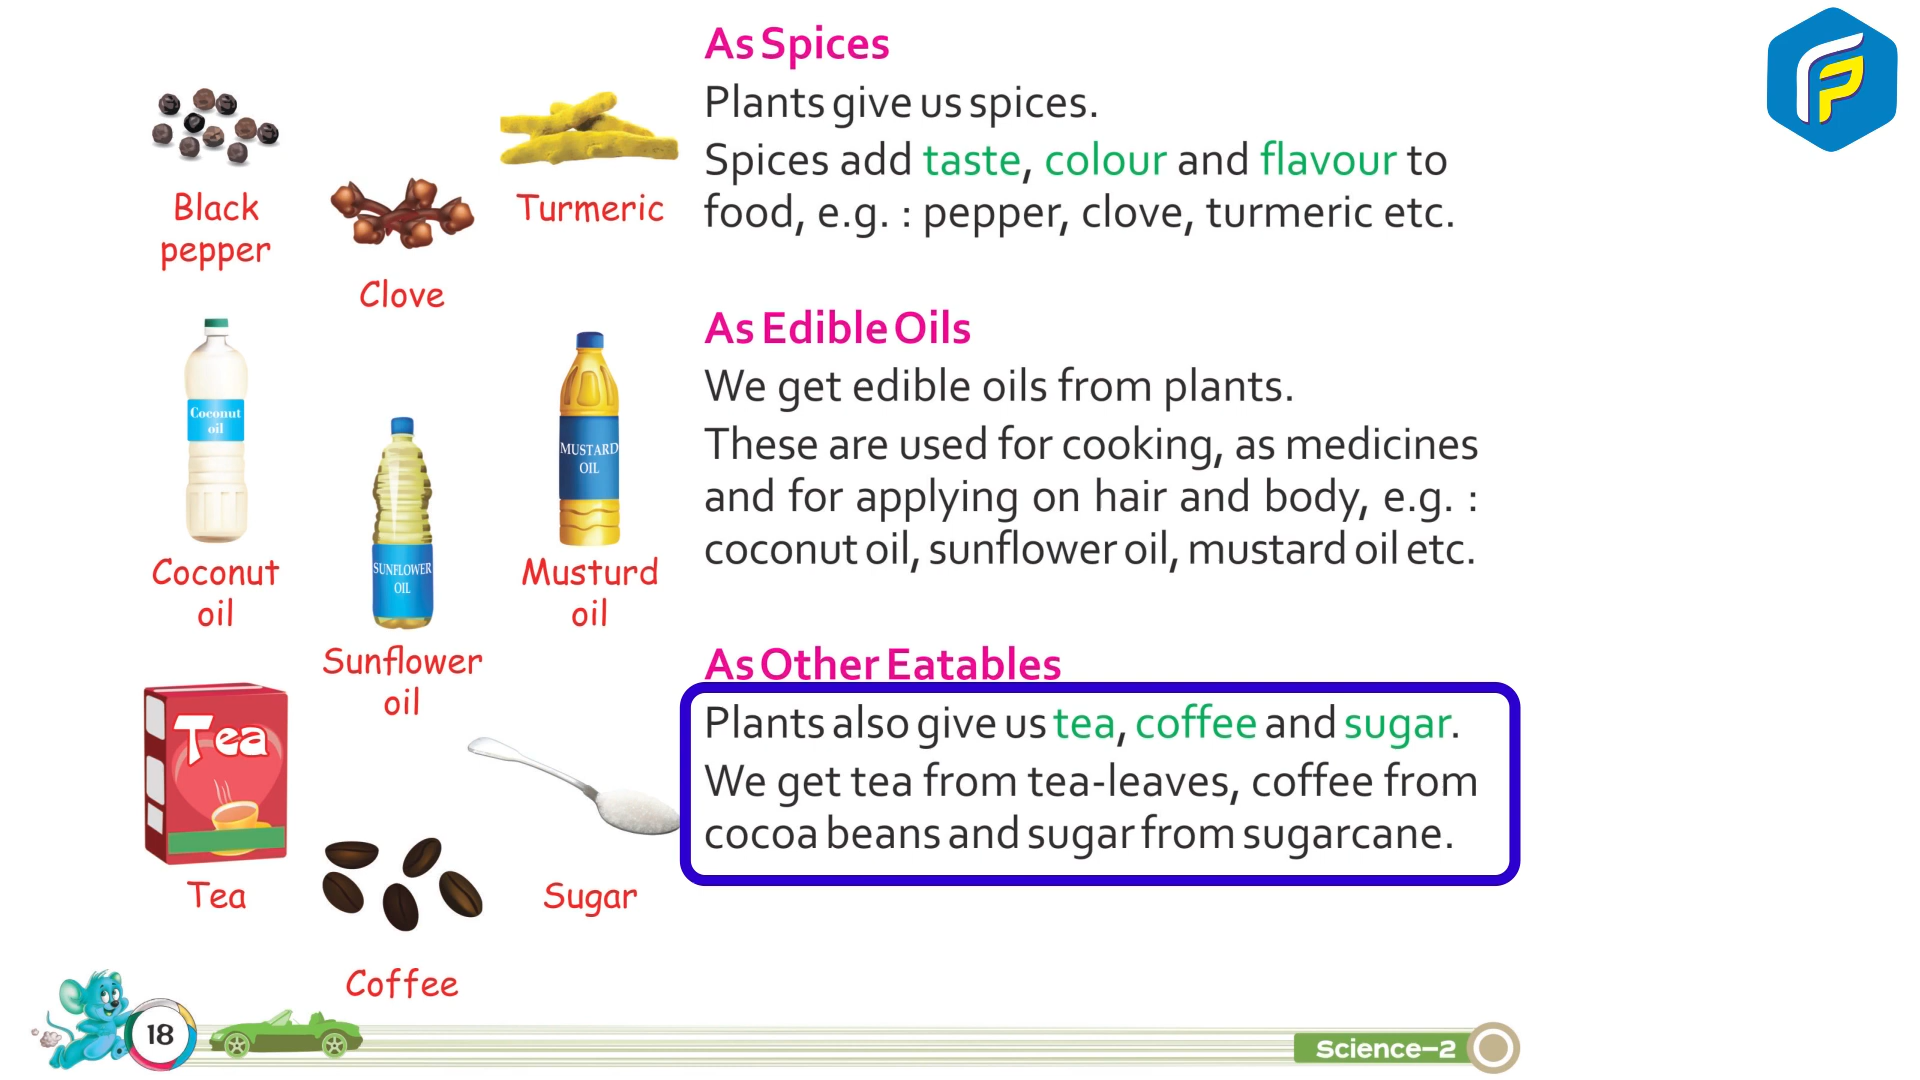 As Spices
Plants give us spices.
Spices add taste, colour and flavour to
food, e.g. : pepper, clove, turmeric etc.
Black
pepper
Clove
Turmeric
As Edible Oils
We get edible oils from plants.
These are used for cooking, as medicines
and for applying on hair and body, e.g. :
coconut oil, sunflower oil, mustard oil etc.
Coconut
oil
Coconut
oil
SUNFLOWER
OIL
Sunflower
oil
MUSTARD
OIL
Musturd
oil
As Other Eatables
Plants also give us tea, coffee and sugar.
We get tea from tea-leaves, coffee from
cocoa beans and sugar from sugarcane.
Tea
Tea
Coffee
Sugar
18
Science–2